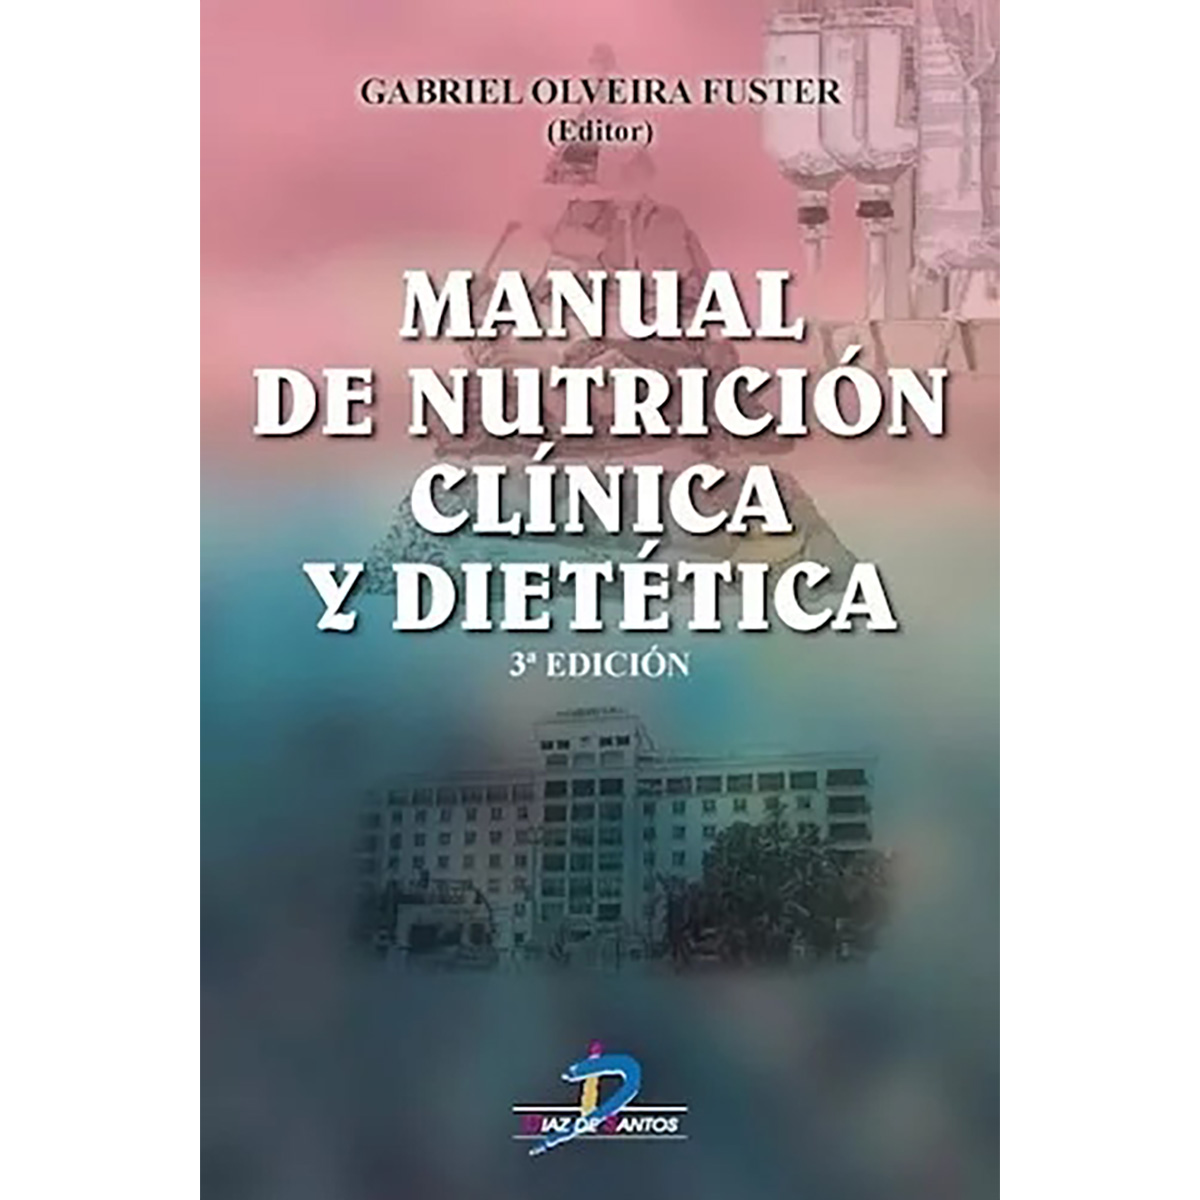 GABRIEL OLVEIRA FUSTER
(Editor)
MANUAL
DE NUTRICIÓN
CLÍNICA
Y DIETÉTICA
3ª EDICIÓN
DIAZ DE SANTOS